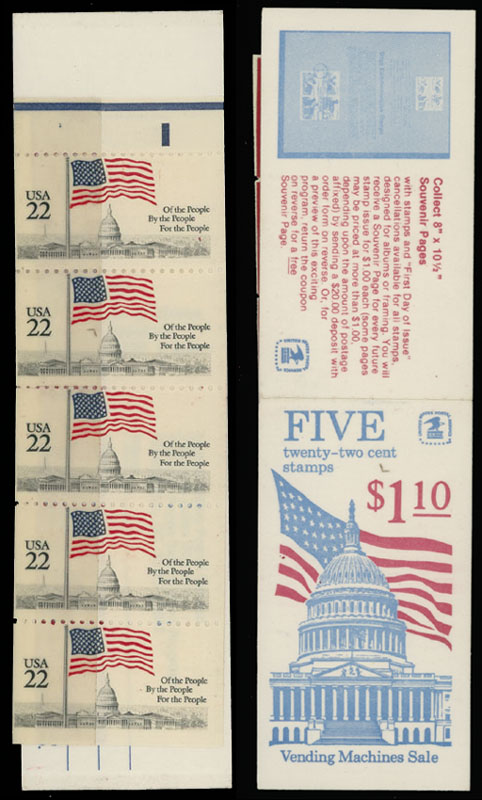 USA
22
Of the People
By the People
For the People
USA
22
Of the People
By the People
For the People
USA
22
Of the People
By the People
For the People
USA
22
Of the People
By the People
For the People
USA
22
Of the People
By the People
For the People
Collect 8" x 10½"
Souvenir Pages
with stamps and "First Day of Issue"
cancellations available for all stamps,
designed for albums or framing. You will
receive a Souvenir Page for every future
stamp issue for $1.00 each (some pages
may be priced at more than $1.00,
depending upon the amount of postage
affixed) by sending a $20.00 deposit with
order form on reverse. Or, for
a preview of this exciting
program, return the coupon
on reverse for a free
Souvenir Page.
FIVE
twenty-two cent
stamps
$1.10
Vending Machines Sale